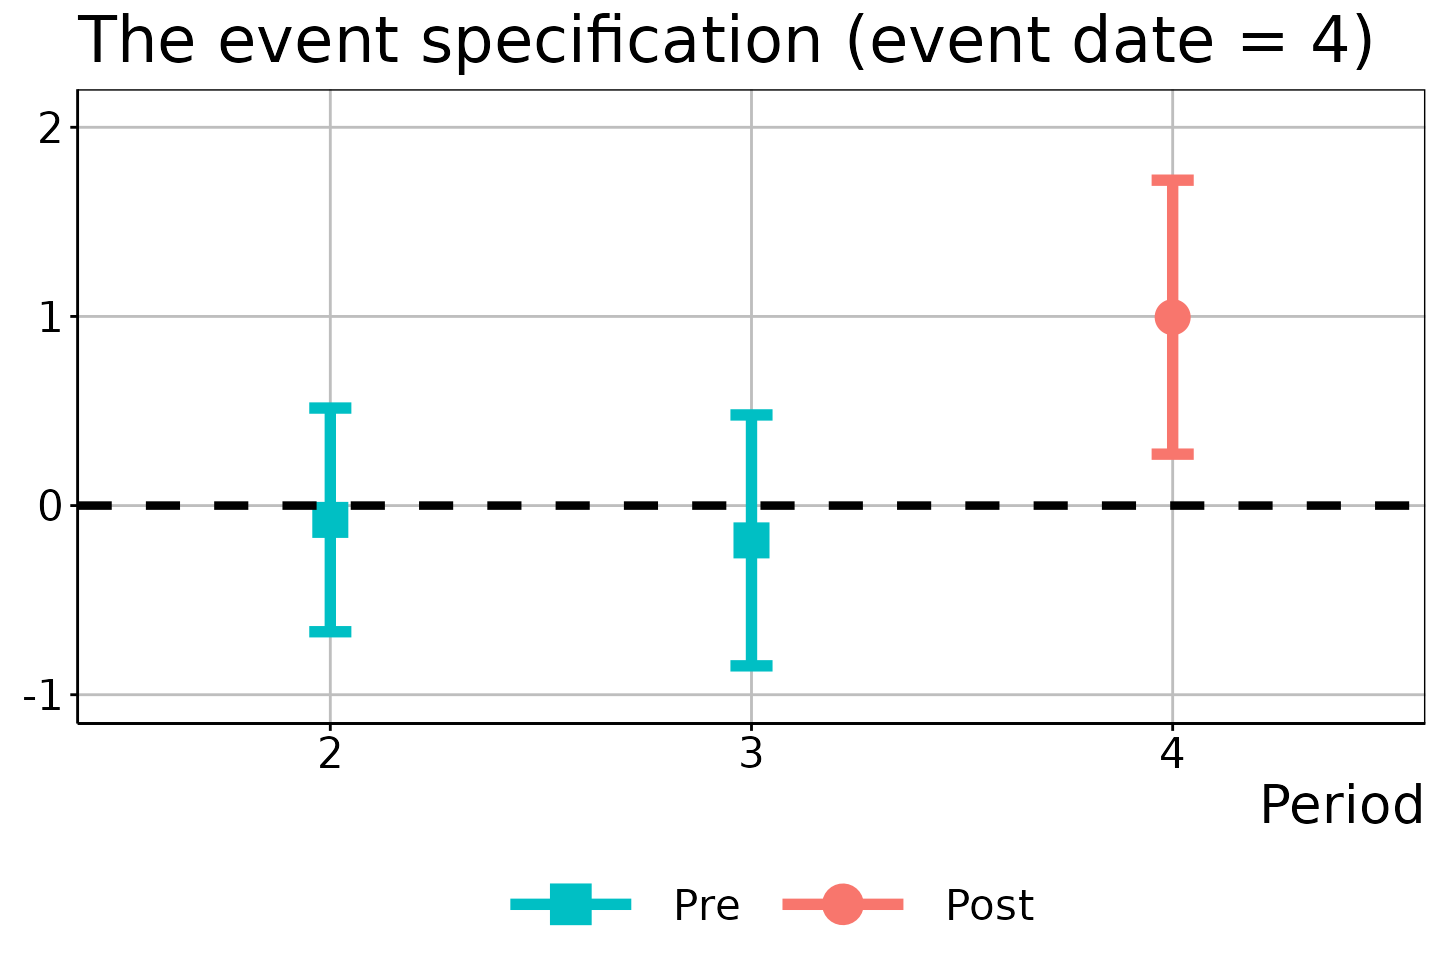 The event specification (event date = 4)
2
1
0
-1
2 3 4
Period
Pre Post